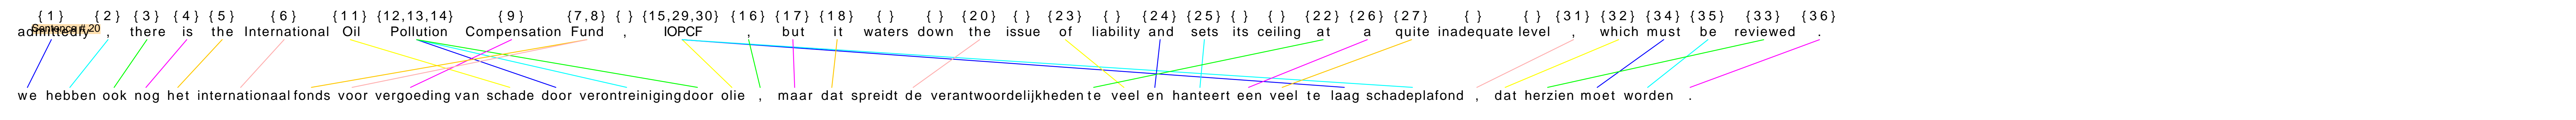 {1} {2} {3} {4} {5} {6} {11} {12,13,14} {9} {7,8} {} {15,29,30} {16} {17} {18} {} {} {20} {} {23} {} {24} {25} {} {} {22} {26} {27} {} {} {31} {32} {34} {35} {33} {36}
Sentence # 20
admittedly , there is the International Oil Pollution Compensation Fund , IOPCF , but it waters down the issue of liability and sets its ceiling at a quite inadequate level , which must be reviewed .
we hebben ook nog het internationaal fonds voor vergoeding van schade door verontreiniging door olie , maar dat spreidt de verantwoordelijkheden te veel en hanteert een veel te laag schadeplafond , dat herzien moet worden .